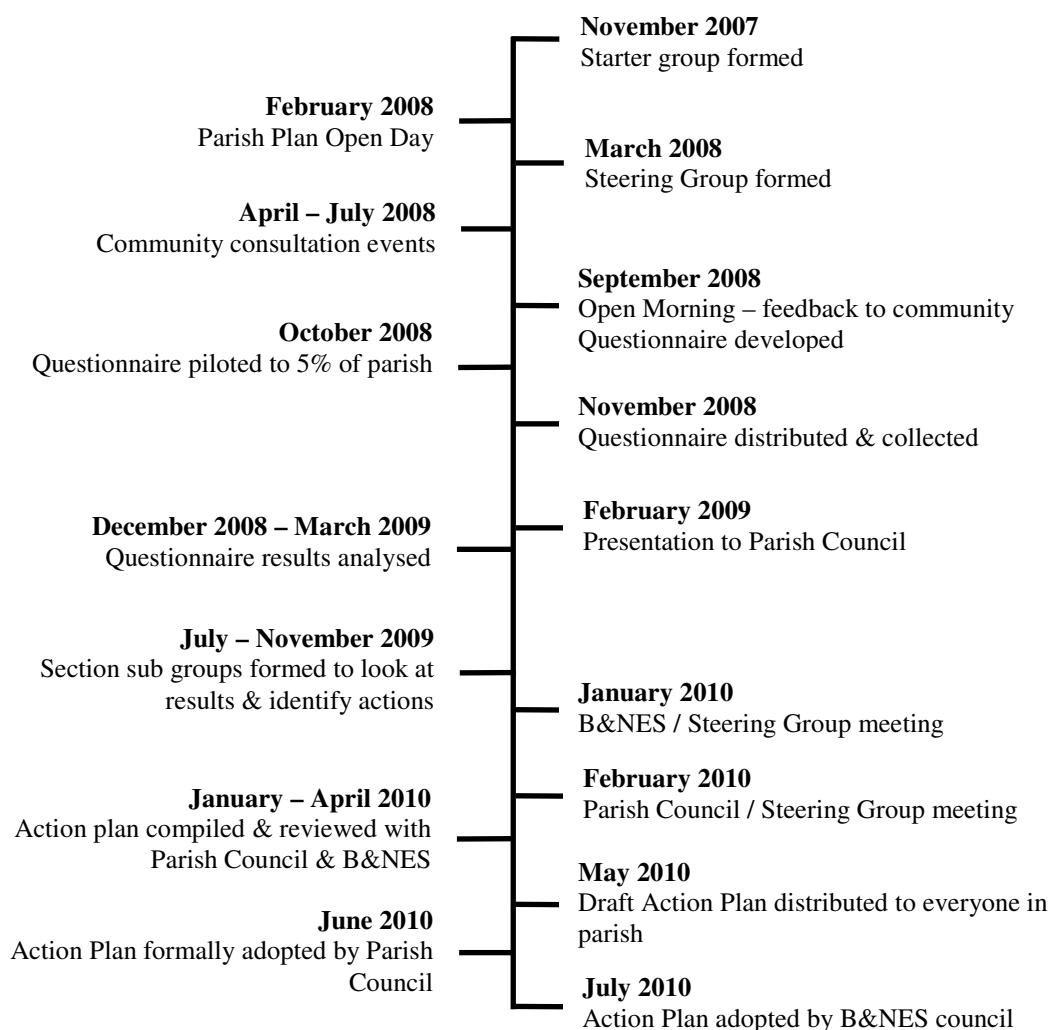 November 2007
Starter group formed
February 2008
Parish Plan Open Day
March 2008
Steering Group formed
April – July 2008
Community consultation events
September 2008
Open Morning – feedback to community
Questionnaire developed
October 2008
Questionnaire piloted to 5% of parish
November 2008
Questionnaire distributed & collected
February 2009
Presentation to Parish Council
December 2008 – March 2009
Questionnaire results analysed
July – November 2009
Section sub groups formed to look at
results & identify actions
January 2010
B&NES / Steering Group meeting
February 2010
Parish Council / Steering Group meeting
January – April 2010
Action plan compiled & reviewed with
Parish Council & B&NES
May 2010
Draft Action Plan distributed to everyone in
parish
June 2010
Action Plan formally adopted by Parish
Council
July 2010
Action Plan adopted by B&NES council